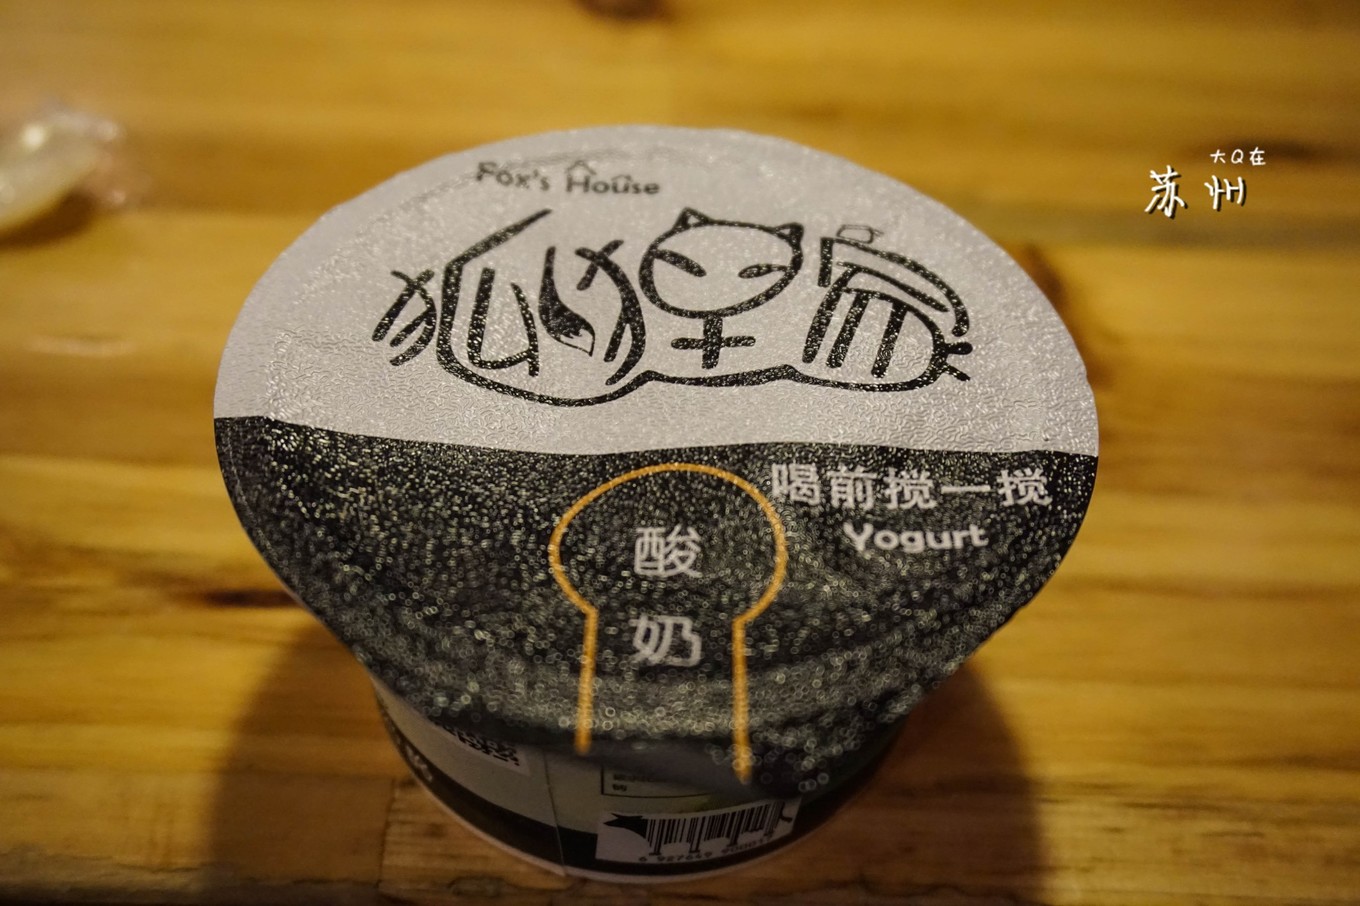 Fox's House
狐狸家
大Q在
苏州
喝前搅一搅
Yogurt
酸
奶